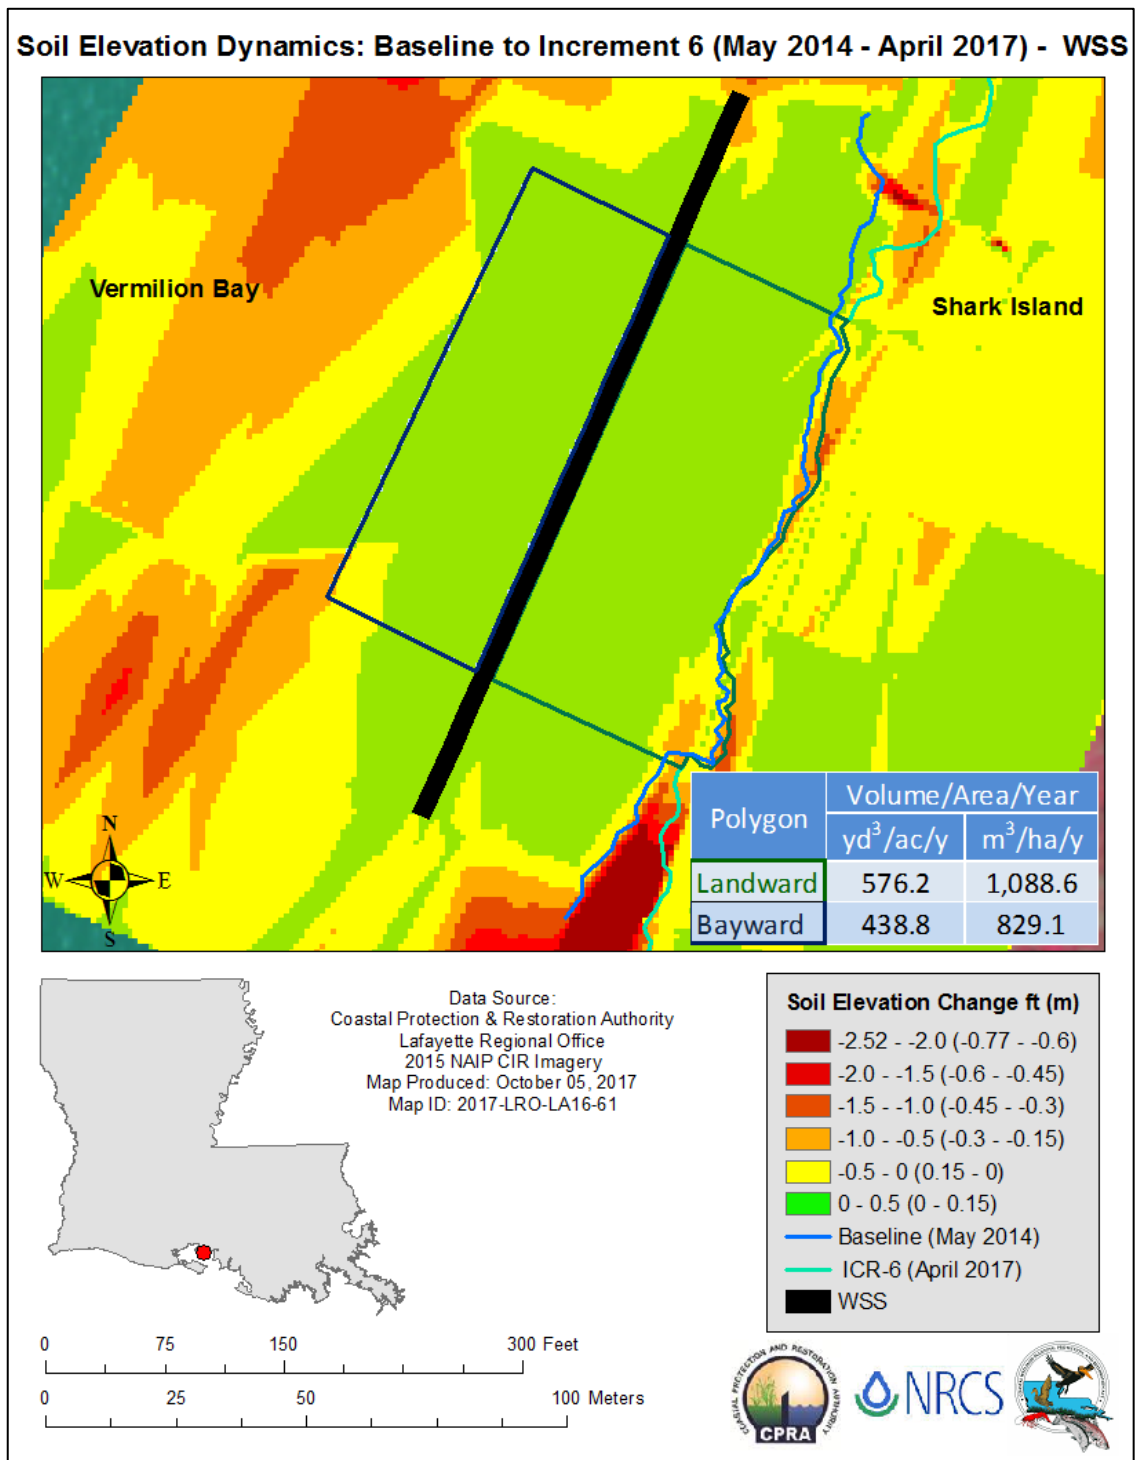 Soil Elevation Dynamics: Baseline to Increment 6 (May 2014 - April 2017) - WSS
Vermilion Bay
Shark Island
N
W E
S
Polygon Volume/Area/Year
yd³/ac/y m³/ha/y
Landward 576.2 1,088.6
Bayward 438.8 829.1
Data Source:
Coastal Protection & Restoration Authority
Lafayette Regional Office
2015 NAIP CIR Imagery
Map Produced: October 05, 2017
Map ID: 2017-LRO-LA16-61
Soil Elevation Change ft (m)
-2.52 - -2.0 (-0.77 - -0.6)
-2.0 - -1.5 (-0.6 - -0.45)
-1.5 - -1.0 (-0.45 - -0.3)
-1.0 - -0.5 (-0.3 - -0.15)
-0.5 - 0 (0.15 - 0)
0 - 0.5 (0 - 0.15)
Baseline (May 2014)
ICR-6 (April 2017)
WSS
0 75 150 300 Feet
0 25 50 100 Meters
COASTAL PROTECTION AND RESTORATION AUTHORITY
CPRA
NRCS